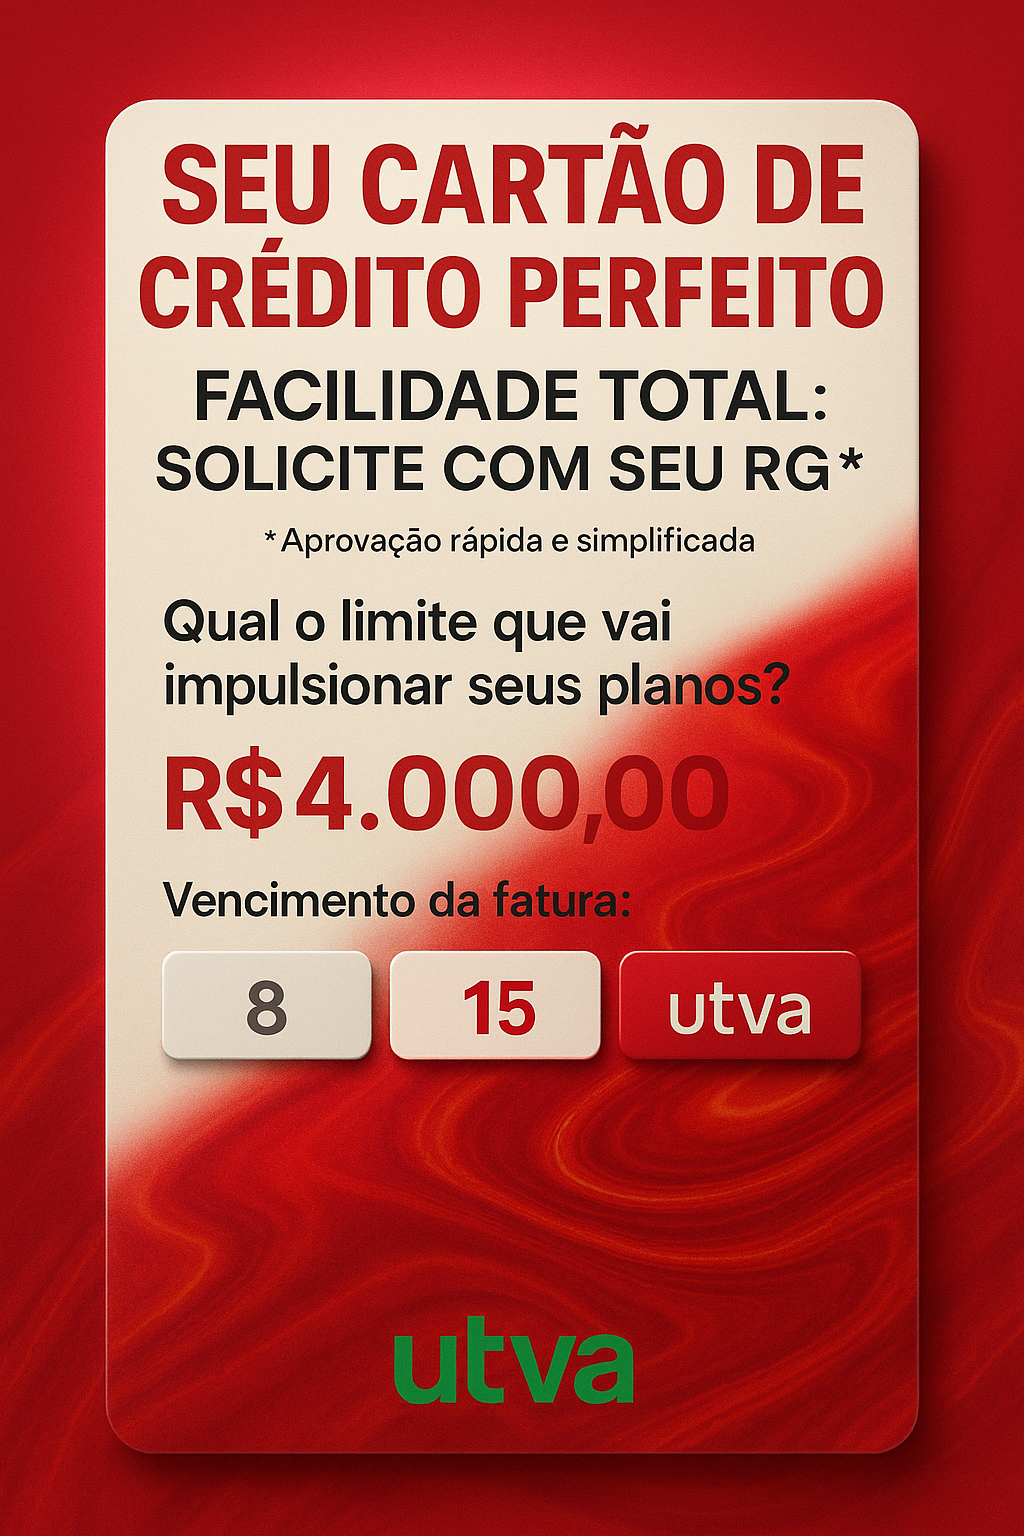 SEU CARTÃO DE
CRÉDITO PERFEITO
FACILIDADE TOTAL:
SOLICITE COM SEU RG*
*Aprovação rápida e simplificada
Qual o limite que vai
impulsionar seus planos?
R$4.000,00
Vencimento da fatura:
8 15 utva
utva